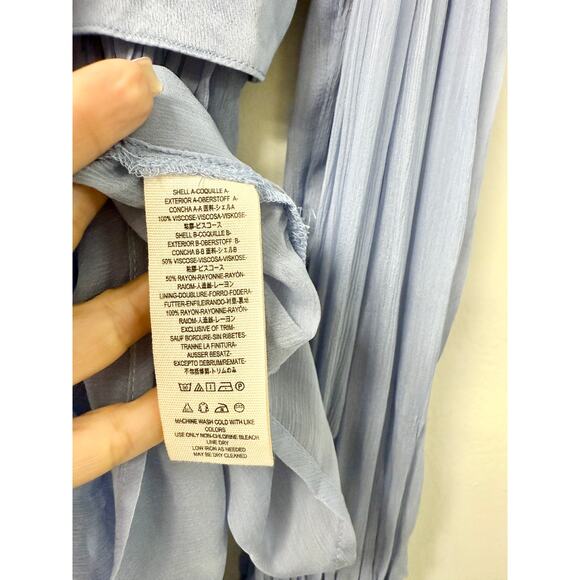 SHELL A-COQUILLE A-
EXTERIOR A-OBERSTOFF A-
CONCHA A-A 面料-シェルA
100% VISCOSE-VISCOSA-VISKOSE-
粘膠-ビスコース
SHELL B-COQUILLE B-
EXTERIOR B-OBERSTOFF B-
CONCHA B-B 面料-シェルB
50% VISCOSE-VISCOSA-VISKOSE-
粘膠-ビスコース
50% RAYON-RAYONNE-RAYÓN-
RAIOM-人造絲-レーヨン
LINING-DOUBLURE-FORRO-FODERA-
FUTTER-ENFILEIRANDO-衬里-裏地
100% RAYON-RAYONNE-RAYÓN-
RAIOM-人造絲-レーヨン
EXCLUSIVE OF TRIM-
SAUF BORDURE-SIN RIBETES-
TRANNE LA FINITURA-
AUSSER BESATZ-
EXCEPTO DEBRUM/REMATE-
不包括修節-トリムのみ
MACHINE WASH COLD WITH LIKE
COLORS
USE ONLY NON-CHLORINE BLEACH
LINE DRY
LOW IRON AS NEEDED
MAY BE DRY CLEANED